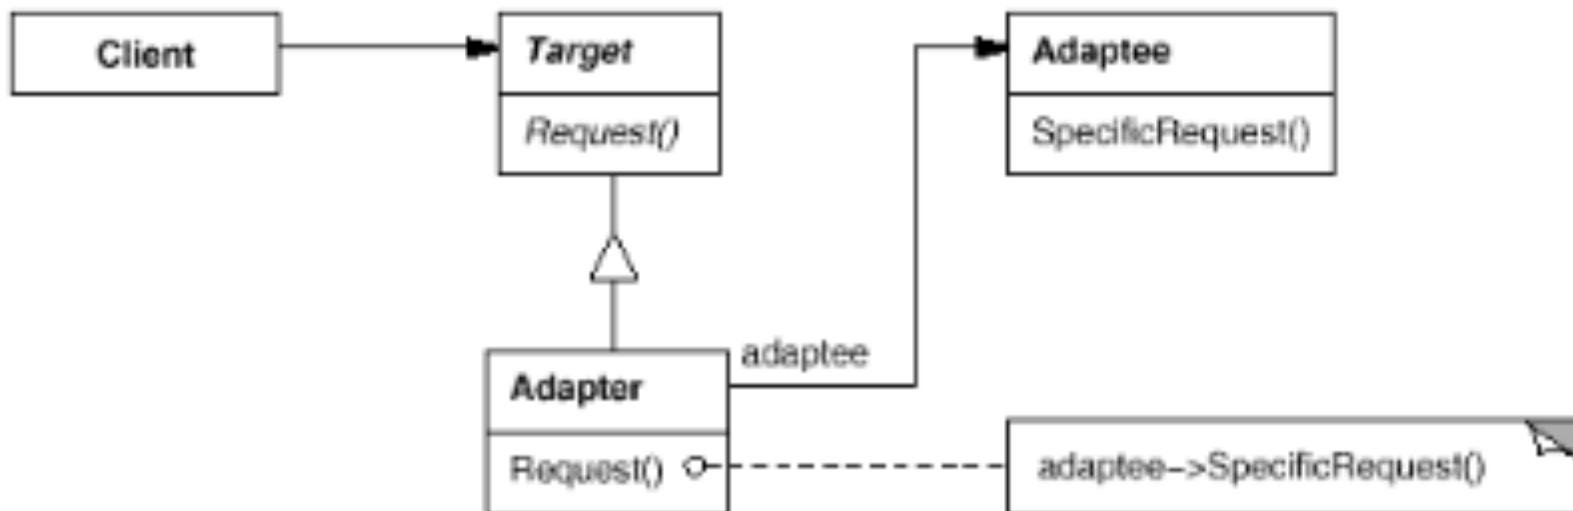 Client
Target
Request()
Adaptee
SpecificRequest()
adaptee
Adapter
Request()
adaptee–>SpecificRequest()